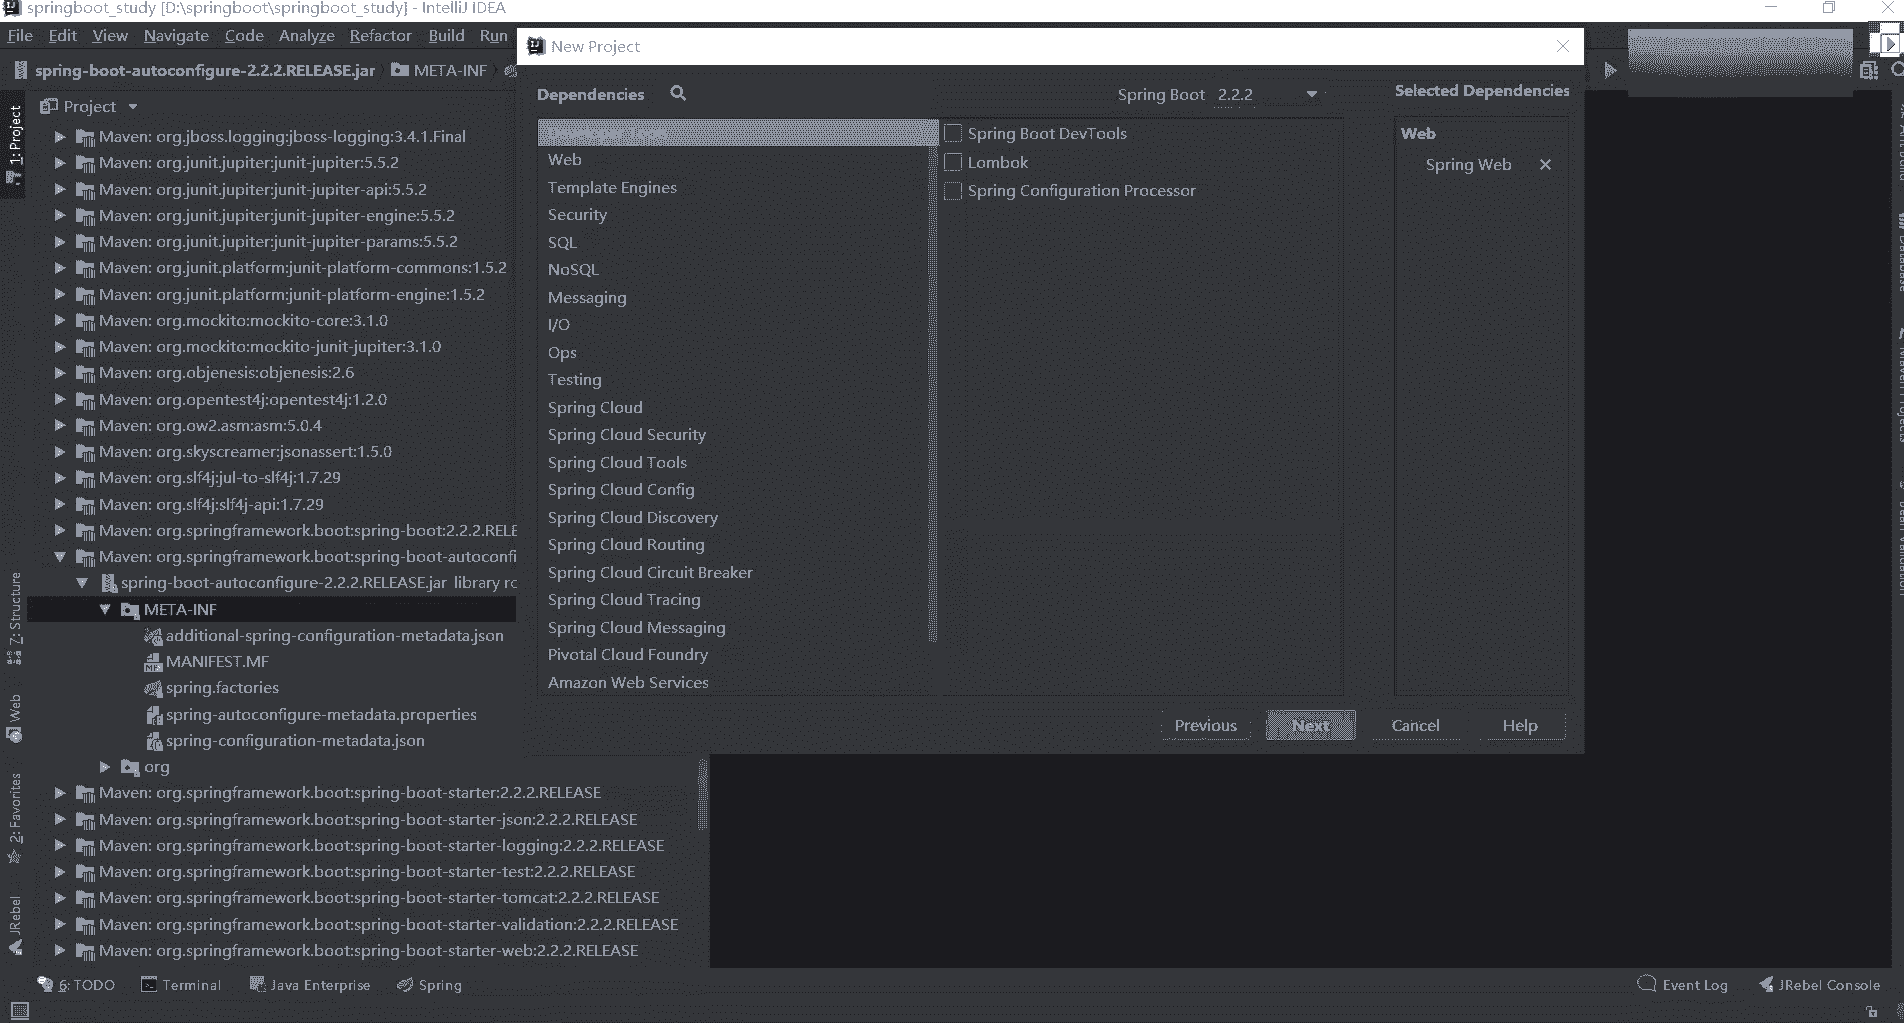 springboot_study [D:\springboot\springboot_study] - IntelliJ IDEA
File Edit View Navigate Code Analyze Refactor Build Run
spring-boot-autoconfigure-2.2.2.RELEASE.jar META-INF
Project
1: Project
Maven: org.jboss.logging:jboss-logging:3.4.1.Final
Maven: org.junit.jupiter:junit-jupiter:5.5.2
Maven: org.junit.jupiter:junit-jupiter-api:5.5.2
Maven: org.junit.jupiter:junit-jupiter-engine:5.5.2
Maven: org.junit.jupiter:junit-jupiter-params:5.5.2
Maven: org.junit.platform:junit-platform-commons:1.5.2
Maven: org.junit.platform:junit-platform-engine:1.5.2
Maven: org.mockito:mockito-core:3.1.0
Maven: org.mockito:mockito-junit-jupiter:3.1.0
Maven: org.objenesis:objenesis:2.6
Maven: org.opentest4j:opentest4j:1.2.0
Maven: org.ow2.asm:asm:5.0.4
Maven: org.skyscreamer:jsonassert:1.5.0
Maven: org.slf4j:jul-to-slf4j:1.7.29
Maven: org.slf4j:slf4j-api:1.7.29
Maven: org.springframework.boot:spring-boot:2.2.2.RELE
Maven: org.springframework.boot:spring-boot-autoconfi
spring-boot-autoconfigure-2.2.2.RELEASE.jar library ro
META-INF
additional-spring-configuration-metadata.json
MANIFEST.MF
spring.factories
spring-autoconfigure-metadata.properties
spring-configuration-metadata.json
org
Maven: org.springframework.boot:spring-boot-starter:2.2.2.RELEASE
Maven: org.springframework.boot:spring-boot-starter-json:2.2.2.RELEASE
Maven: org.springframework.boot:spring-boot-starter-logging:2.2.2.RELEASE
Maven: org.springframework.boot:spring-boot-starter-test:2.2.2.RELEASE
Maven: org.springframework.boot:spring-boot-starter-tomcat:2.2.2.RELEASE
Maven: org.springframework.boot:spring-boot-starter-validation:2.2.2.RELEASE
Maven: org.springframework.boot:spring-boot-starter-web:2.2.2.RELEASE
Z: Structure
Web
2: Favorites
JRebel
New Project
Dependencies
Spring Boot 2.2.2
Selected Dependencies
Web
Template Engines
Security
SQL
NoSQL
Messaging
I/O
Ops
Testing
Spring Cloud
Spring Cloud Security
Spring Cloud Tools
Spring Cloud Config
Spring Cloud Discovery
Spring Cloud Routing
Spring Cloud Circuit Breaker
Spring Cloud Tracing
Spring Cloud Messaging
Pivotal Cloud Foundry
Amazon Web Services
Spring Boot DevTools
Lombok
Spring Configuration Processor
Web
Spring Web
Previous
Next
Cancel
Help
6: TODO Terminal Java Enterprise Spring
Event Log JRebel Console